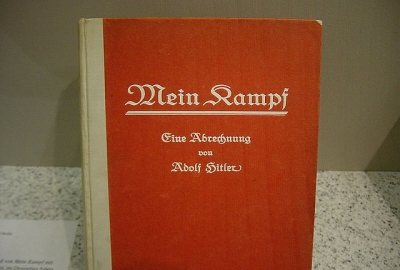 Mein Kampf
Eine Abrechnung
von
Adolf Hitler